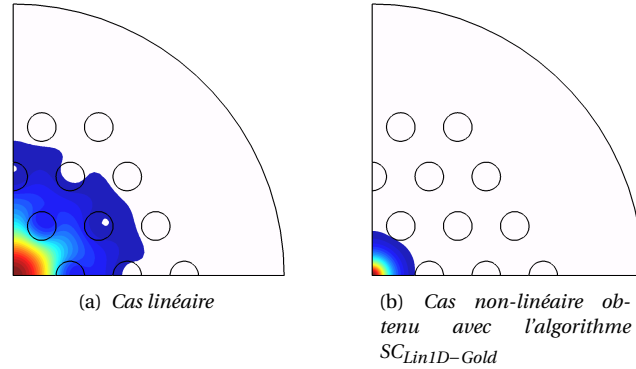 (a) Cas linéaire
(b) Cas non-linéaire ob-
tenu avec l'algorithme
SC_{Lin1D−Gold}